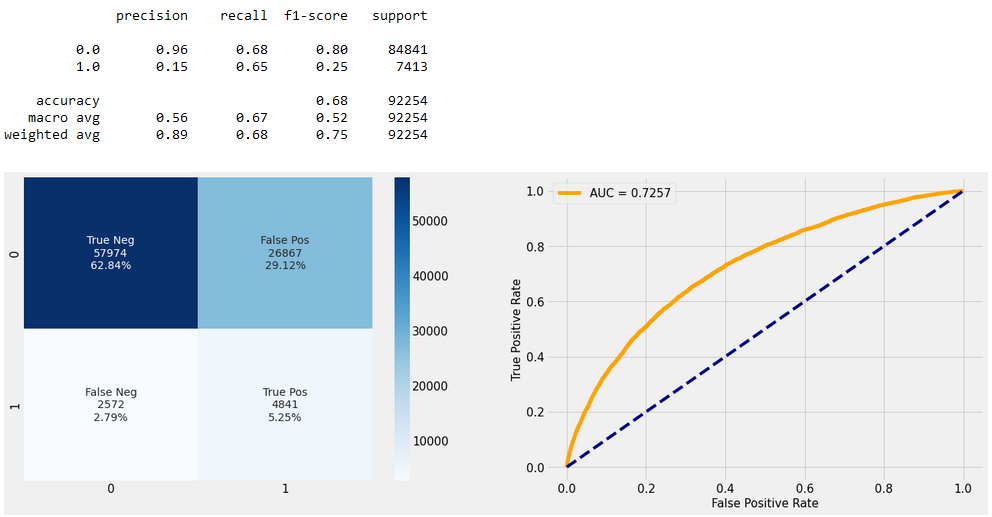 precision recall f1-score support
0.0 0.96 0.68 0.80 84841
1.0 0.15 0.65 0.25 7413
accuracy 0.68 92254
macro avg 0.56 0.67 0.52 92254
weighted avg 0.89 0.68 0.75 92254
True Neg
57974
62.84%
False Pos
26867
29.12%
False Neg
2572
2.79%
True Pos
4841
5.25%
0
1
0 1
50000
40000
30000
20000
10000
AUC = 0.7257
True Positive Rate
1.0
0.8
0.6
0.4
0.2
0.0
0.0 0.2 0.4 0.6 0.8 1.0
False Positive Rate